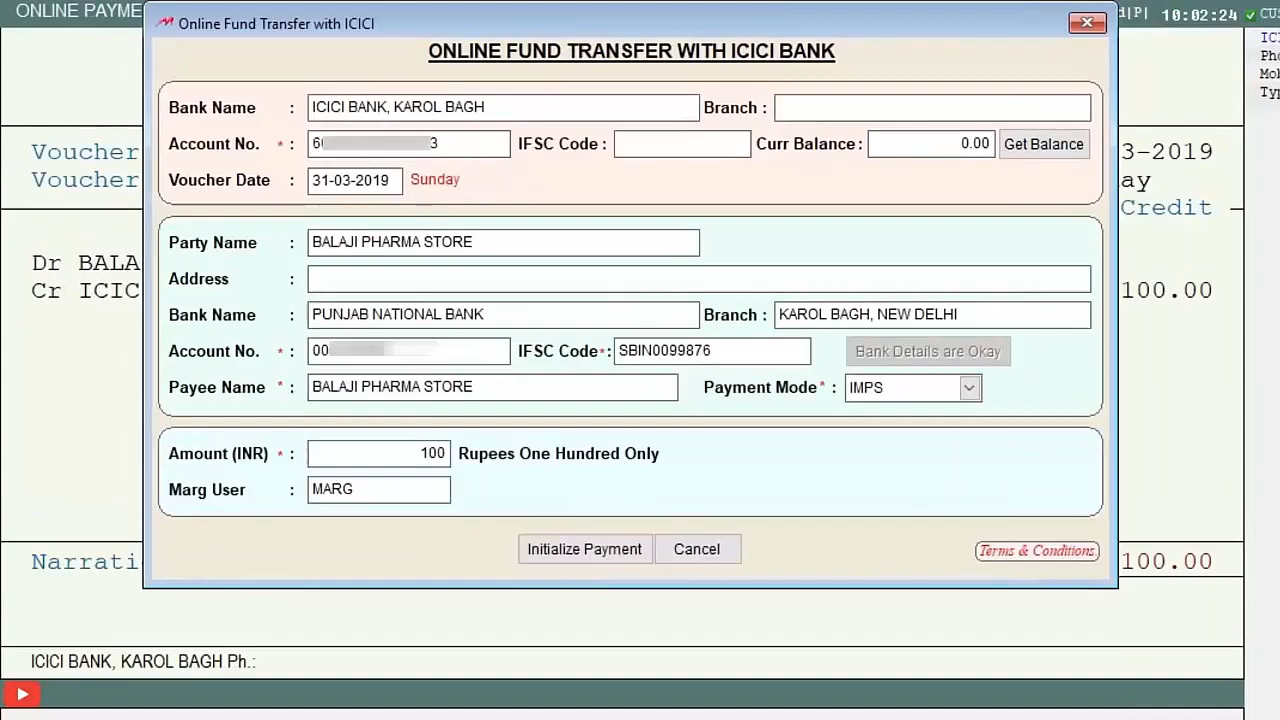 ONLINE PAYME
Online Fund Transfer with ICICI
d|P| 10:02:24 CUS
ONLINE FUND TRANSFER WITH ICICI BANK
Bank Name : ICICI BANK, KAROL BAGH Branch :
Account No. * : 6 3 IFSC Code : Curr Balance : 0.00 Get Balance
Voucher Date : 31-03-2019 Sunday
Party Name : BALAJI PHARMA STORE
Address :
Bank Name : PUNJAB NATIONAL BANK Branch : KAROL BAGH, NEW DELHI
Account No. * : 00 IFSC Code * : SBIN0099876 Bank Details are Okay
Payee Name * : BALAJI PHARMA STORE Payment Mode * : IMPS
Amount (INR) * : 100 Rupees One Hundred Only
Marg User : MARG
Initialize Payment Cancel Terms & Conditions
Voucher 3-2019
Voucher ay
Credit
Dr BALA
Cr ICIC 100.00
Narrati 100.00
ICICI BANK, KAROL BAGH Ph.:
ICI
Pho
Mob
Typ